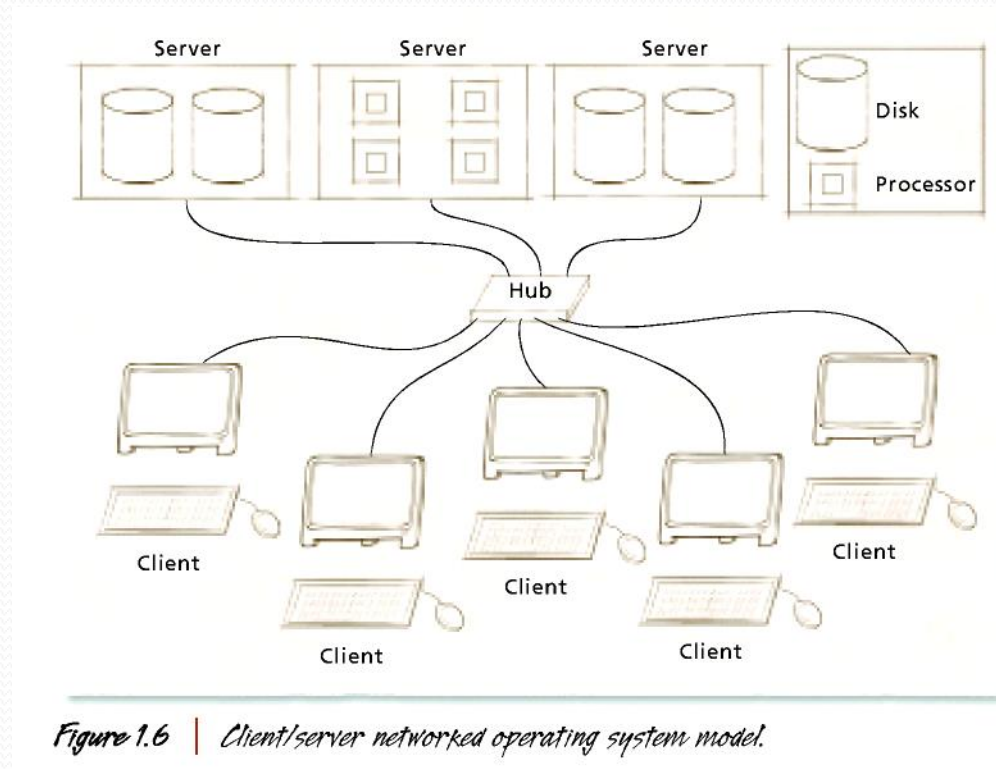 Server
Server
Server
Disk
Processor
Hub
Client
Client
Client
Client
Client
Figure 1.6 | Client/server networked operating system model.